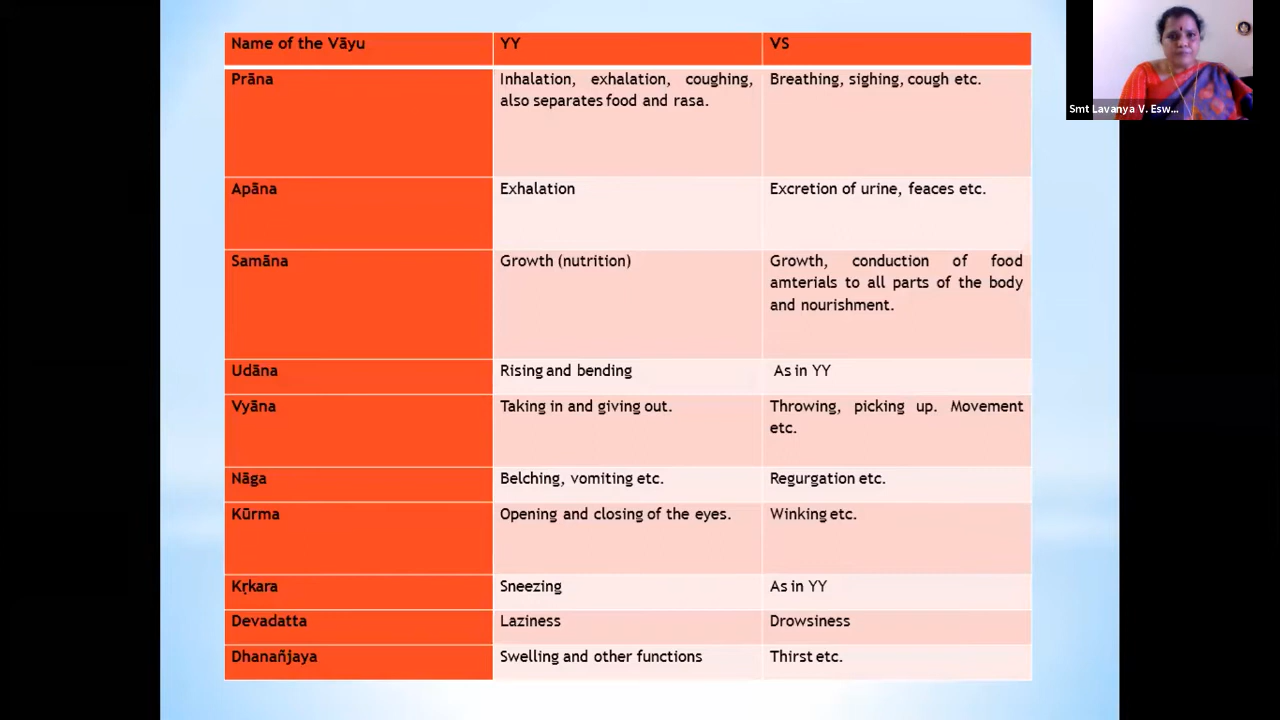 Name of the Vāyu YY VS
Prāna Inhalation, exhalation, coughing, Breathing, sighing, cough etc.
also separates food and rasa.
Apāna Exhalation Excretion of urine, feaces etc.
Samāna Growth (nutrition) Growth, conduction of food
amterials to all parts of the body
and nourishment.
Udāna Rising and bending As in YY
Vyāna Taking in and giving out. Throwing, picking up. Movement
etc.
Nāga Belching, vomiting etc. Regurgation etc.
Kūrma Opening and closing of the eyes. Winking etc.
Kṛkara Sneezing As in YY
Devadatta Laziness Drowsiness
Dhanañjaya Swelling and other functions Thirst etc.
Smt Lavanya V. Esw...